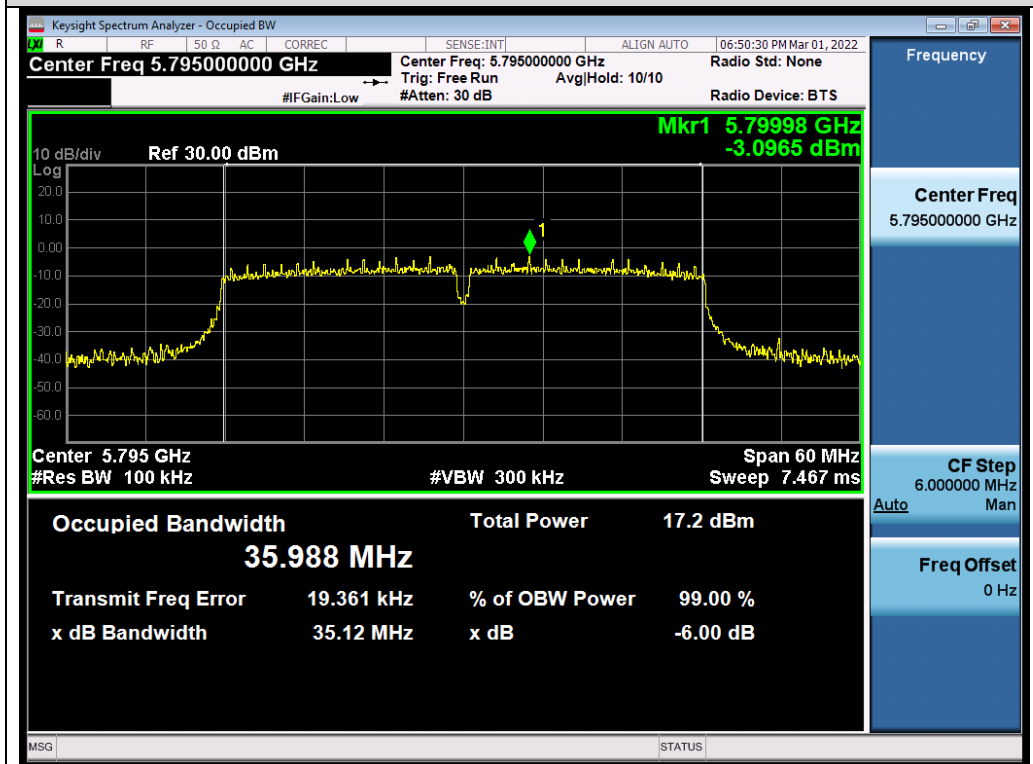 Keysight Spectrum Analyzer - Occupied BW
LXI R RF 50 Ω AC CORREC SENSE:INT ALIGN AUTO 06:50:30 PM Mar 01, 2022
Center Freq 5.795000000 GHz
Center Freq: 5.795000000 GHz Radio Std: None
Trig: Free Run Avg|Hold: 10/10
#IFGain:Low #Atten: 30 dB Radio Device: BTS
Mkr1 5.79998 GHz
-3.0965 dBm
10 dB/div Ref 30.00 dBm
Log
20.0
10.0
0.00
-10.0
-20.0
-30.0
-40.0
-50.0
-60.0
1
Center 5.795 GHz Span 60 MHz
#Res BW 100 kHz #VBW 300 kHz Sweep 7.467 ms
Occupied Bandwidth Total Power 17.2 dBm
35.988 MHz
Transmit Freq Error 19.361 kHz % of OBW Power 99.00 %
x dB Bandwidth 35.12 MHz x dB -6.00 dB
MSG STATUS
Frequency
Center Freq
5.795000000 GHz
CF Step
6.000000 MHz
Auto Man
Freq Offset
0 Hz